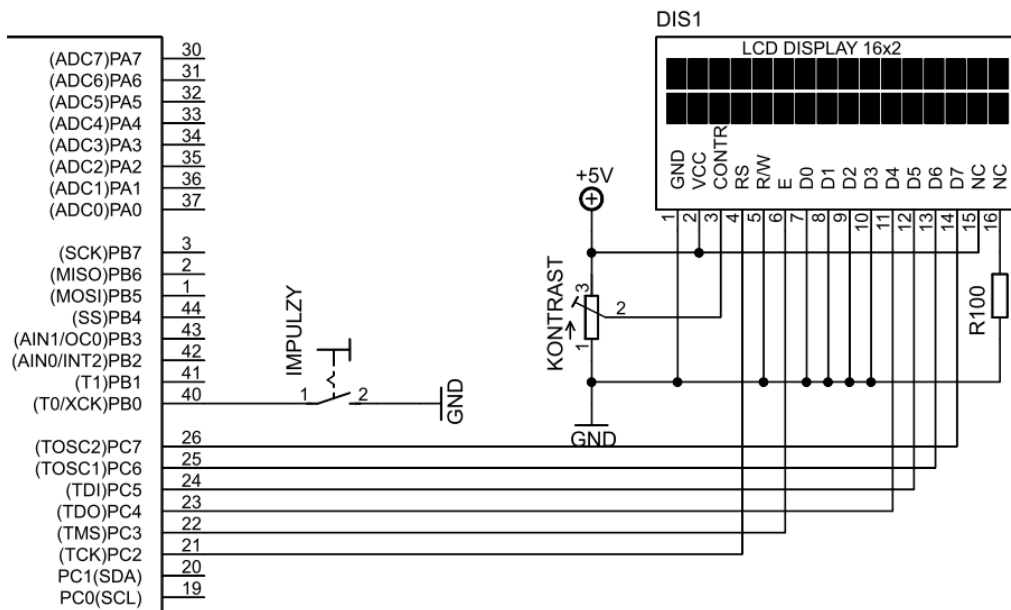 DIS1
LCD DISPLAY 16x2
GND
VCC
CONTR
RS
R/W
E
D0
D1
D2
D3
D4
D5
D6
D7
NC
NC
1
2
3
4
5
6
7
8
9
10
11
12
13
14
15
16
(ADC7)PA7 30
(ADC6)PA6 31
(ADC5)PA5 32
(ADC4)PA4 33
(ADC3)PA3 34
(ADC2)PA2 35
(ADC1)PA1 36
(ADC0)PA0 37
(SCK)PB7 3
(MISO)PB6 2
(MOSI)PB5 1
(SS)PB4 44
(AIN1/OC0)PB3 43
(AIN0/INT2)PB2 42
(T1)PB1 41
(T0/XCK)PB0 40
(TOSC2)PC7 26
(TOSC1)PC6 25
(TDI)PC5 24
(TDO)PC4 23
(TMS)PC3 22
(TCK)PC2 21
PC1(SDA) 20
PC0(SCL) 19
IMPULZY
1 2
GND
+5V
KONTRAST
3
2
1
GND
R100